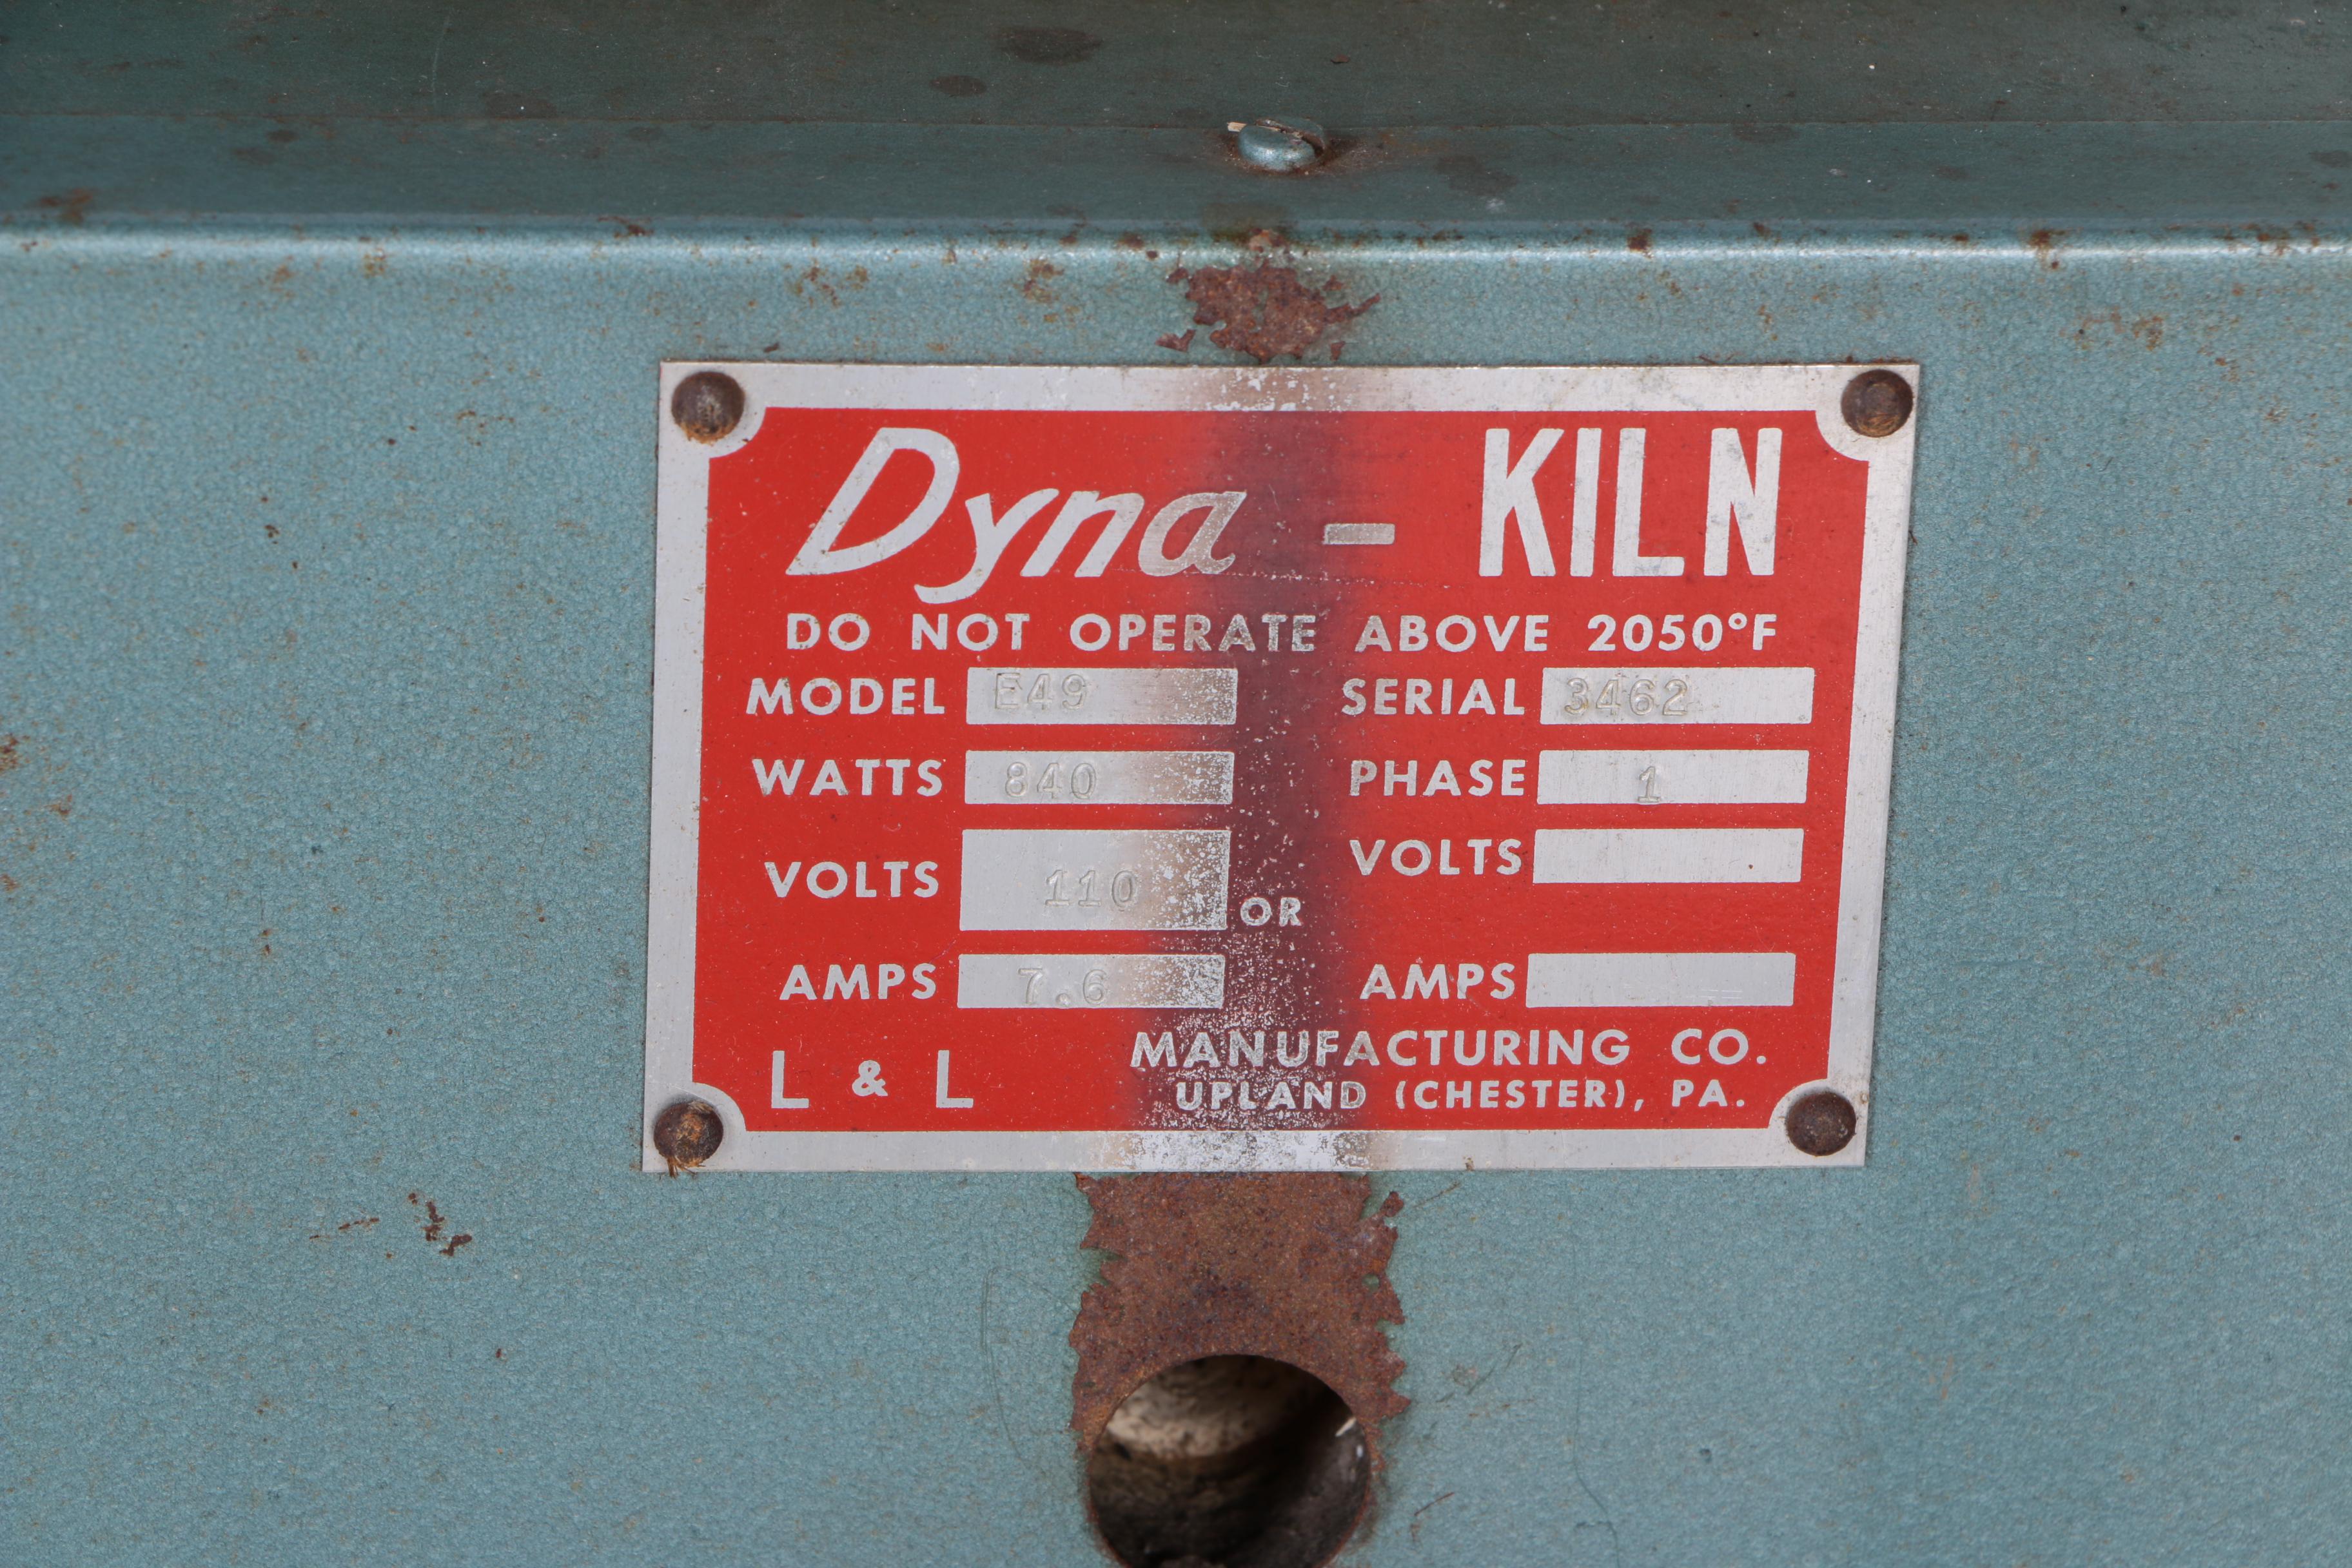 Dyna - KILN
DO NOT OPERATE ABOVE 2050°F
MODEL E49 SERIAL 3462
WATTS 840 PHASE 1
VOLTS 110 OR VOLTS
AMPS 7.6 AMPS
L & L MANUFACTURING CO.
UPLAND (CHESTER), PA.